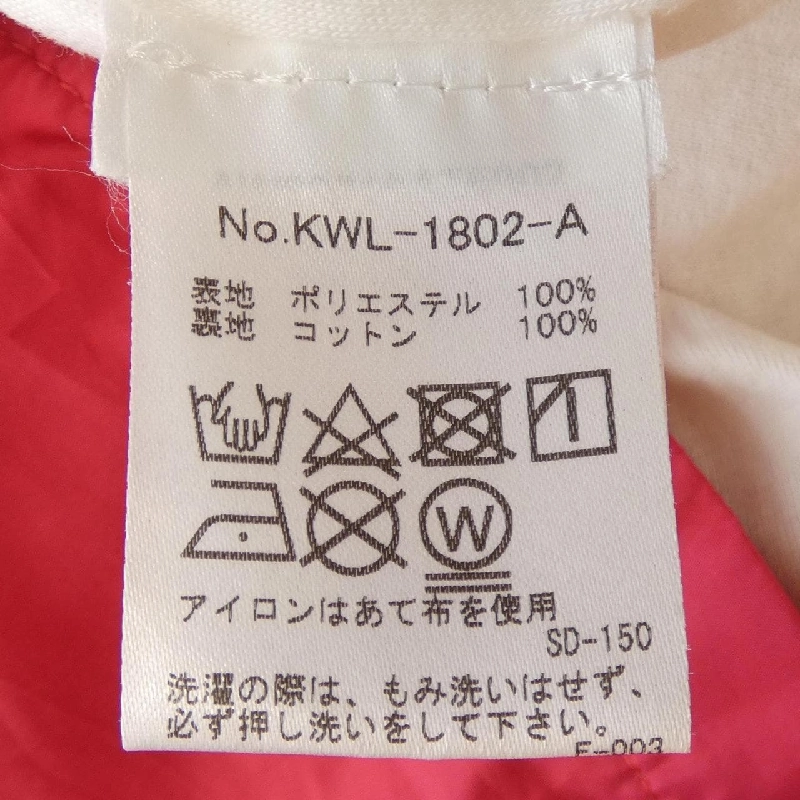 No.KWL-1802-A
表地 ポリエステル 100%
裏地 コットン 100%
W
アイロンはあて布を使用
SD-150
洗濯の際は、もみ洗いはせず、
必ず押し洗いをして下さい。
F-003